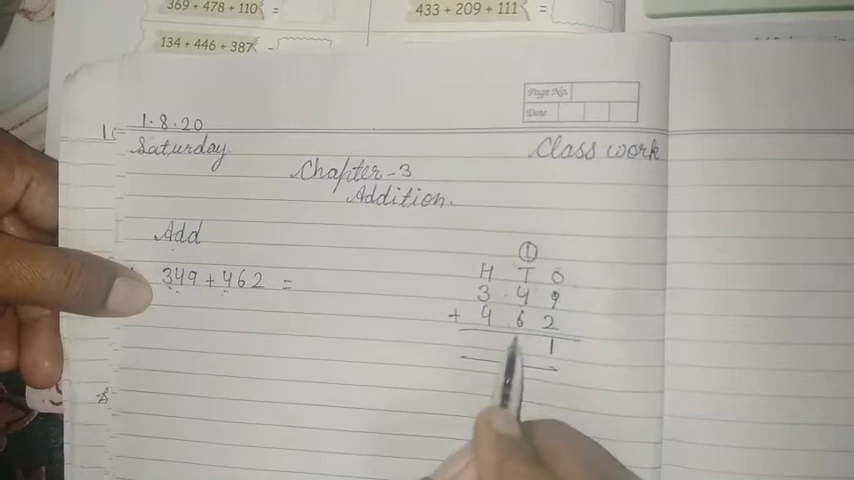 369 + 478 + 110 =
433 + 209 + 111 =
134 + 446 + 387 =
Page No.
Date
1.8.20
Saturday
Class work
Chapter-3
Addition.
Add
349 + 462 =
1
H T O
3 4 9
+ 4 6 2
1